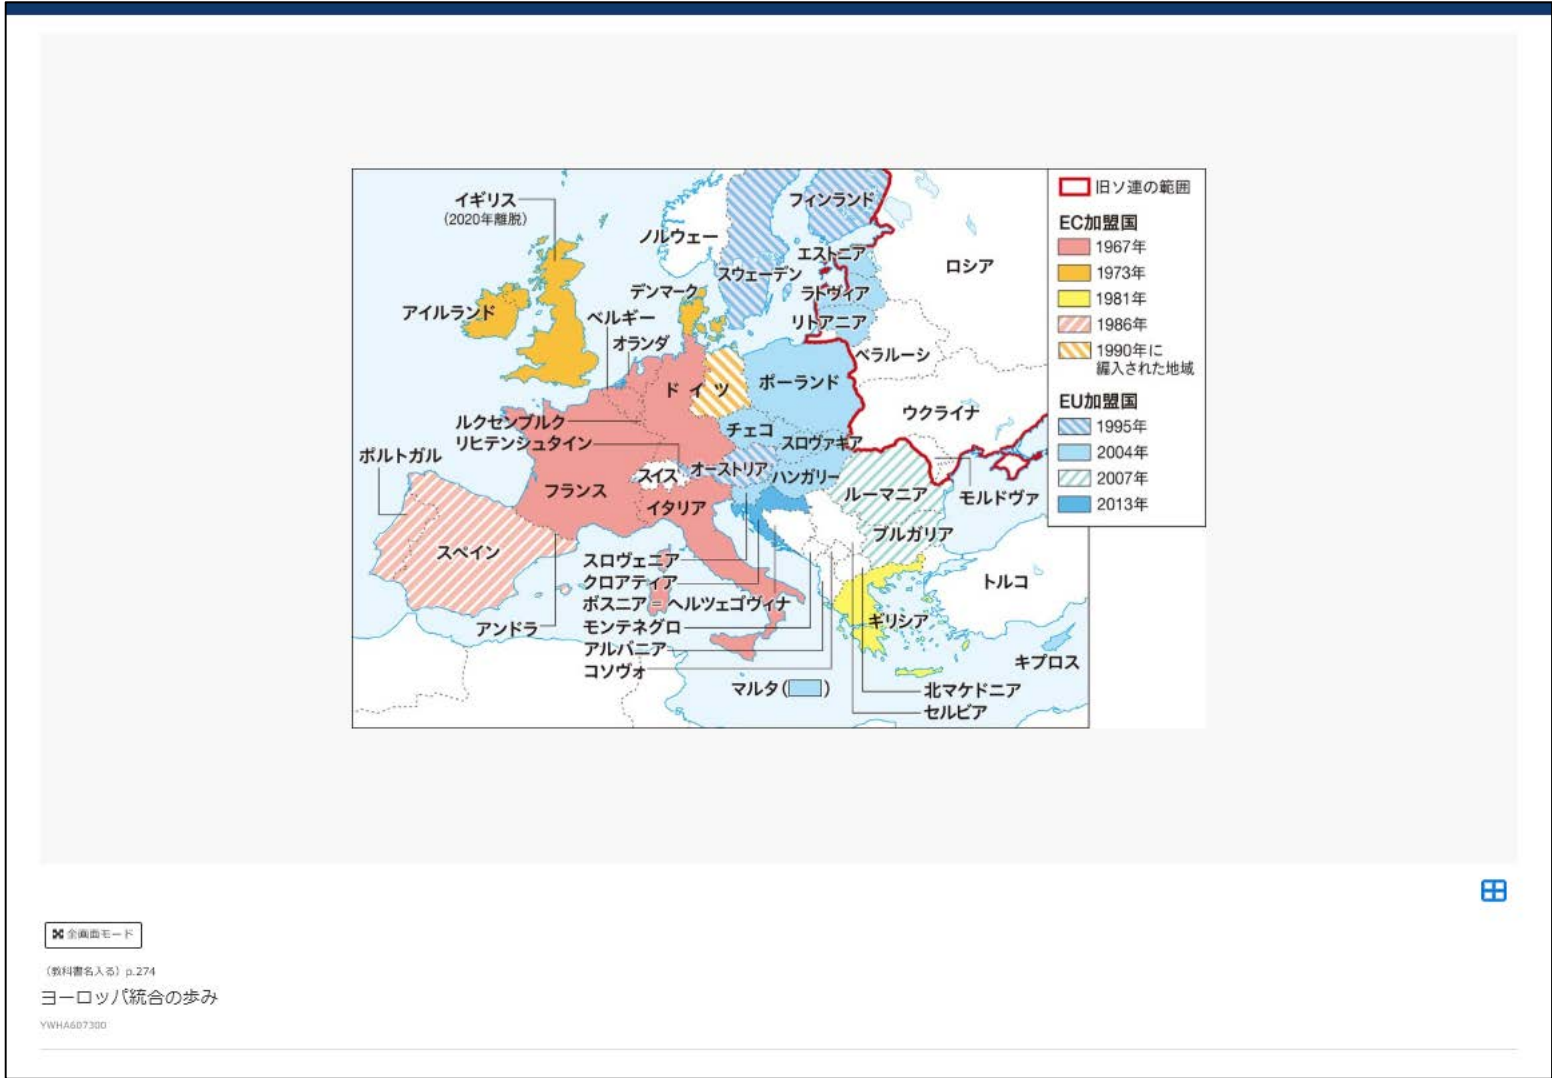 イギリス
(2020年離脱)
フィンランド
ノルウェー
エストニア
ロシア
スウェーデン
デンマーク
ラトヴィア
アイルランド
ベルギー
リトアニア
オランダ
ベラルーシ
ドイツ
ポーランド
ウクライナ
ルクセンブルク
チェコ
リヒテンシュタイン
スロヴァキア
ポルトガル
スイス
オーストリア
ハンガリー
フランス
ルーマニア
モルドヴァ
イタリア
ブルガリア
スペイン
スロヴェニア
クロアティア
トルコ
ボスニア=ヘルツェゴヴィナ
アンドラ
モンテネグロ
ギリシア
アルバニア
コソヴォ
キプロス
マルタ( )
北マケドニア
セルビア
旧ソ連の範囲
EC加盟国
1967年
1973年
1981年
1986年
1990年に
編入された地域
EU加盟国
1995年
2004年
2007年
2013年
全画面モード
(教科書名入る) p.274
ヨーロッパ統合の歩み
YWHA607300